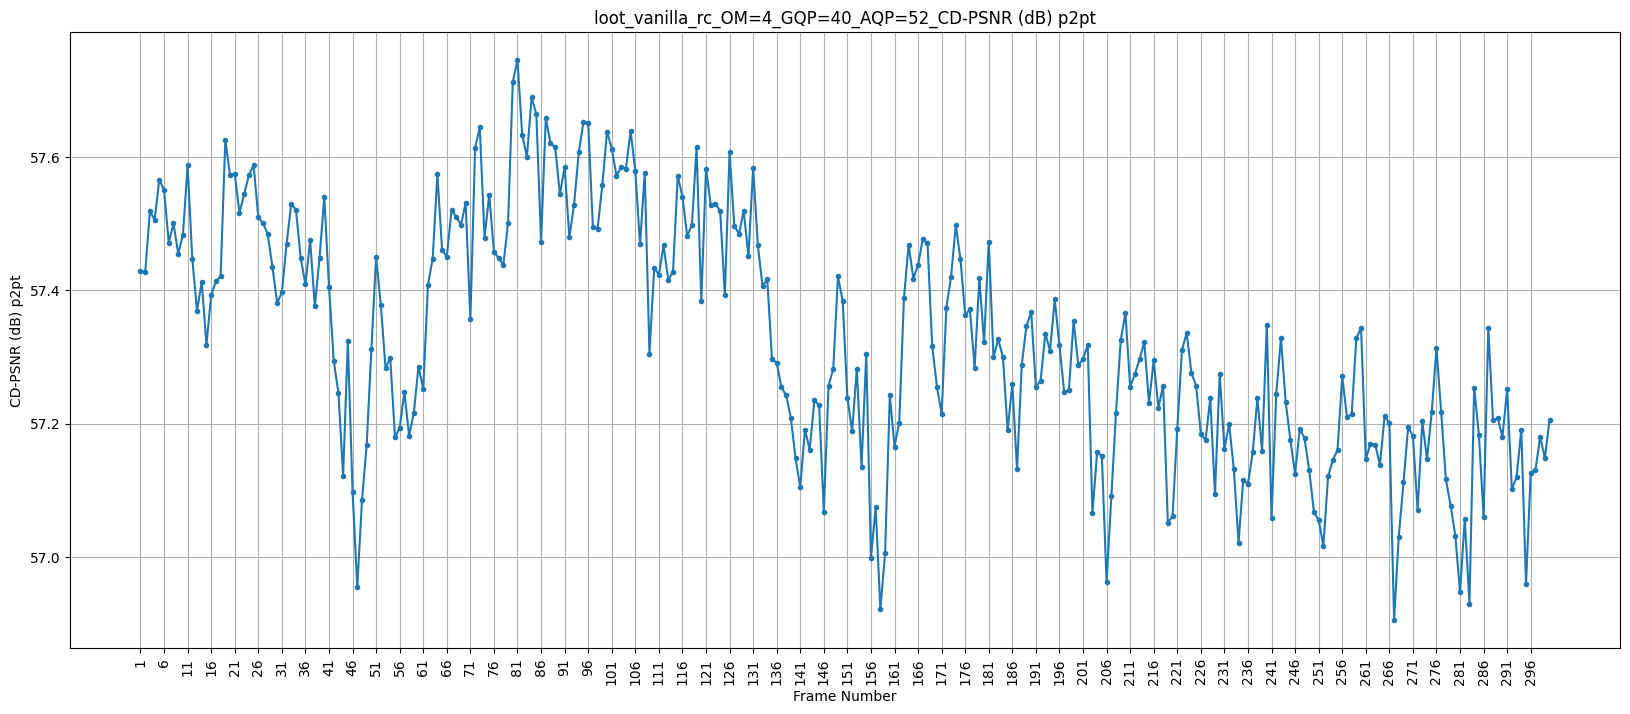 loot_vanilla_rc_OM=4_GQP=40_AQP=52_CD-PSNR (dB) p2pt
CD-PSNR (dB) p2pt
57.6
57.4
57.2
57.0
1 6 11 16 21 26 31 36 41 46 51 56 61 66 71 76 81 86 91 96 101 106 111 116 121 126 131 136 141 146 151 156 161 166 171 176 181 186 191 196 201 206 211 216 221 226 231 236 241 246 251 256 261 266 271 276 281 286 291 296
Frame Number